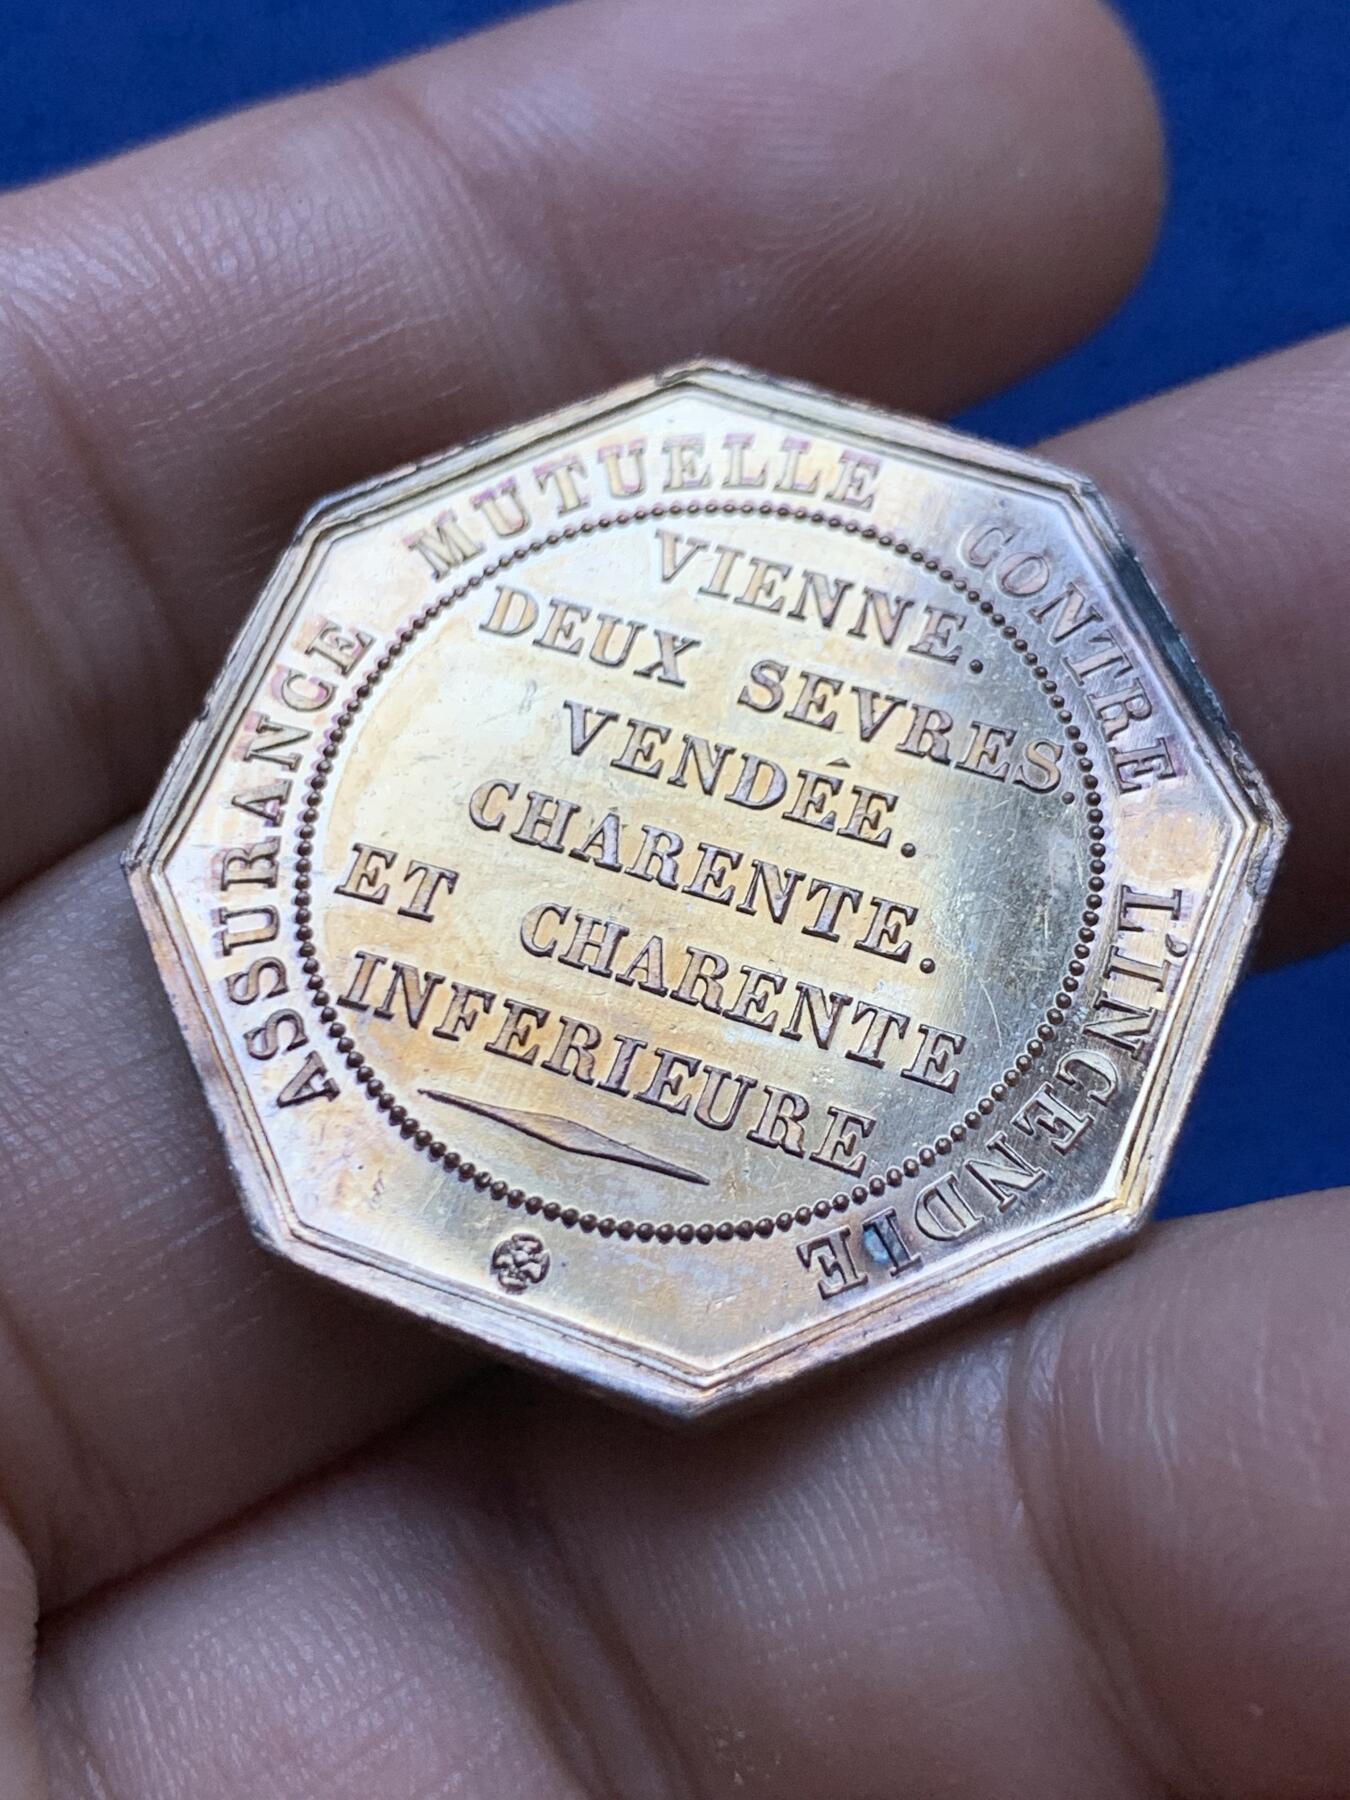 ASSURANCE MUTUELLE CONTRE L'INCENDIE
VIENNE.
DEUX SEVRES.
VENDÉE.
CHARENTE.
ET CHARENTE
INFERIEURE